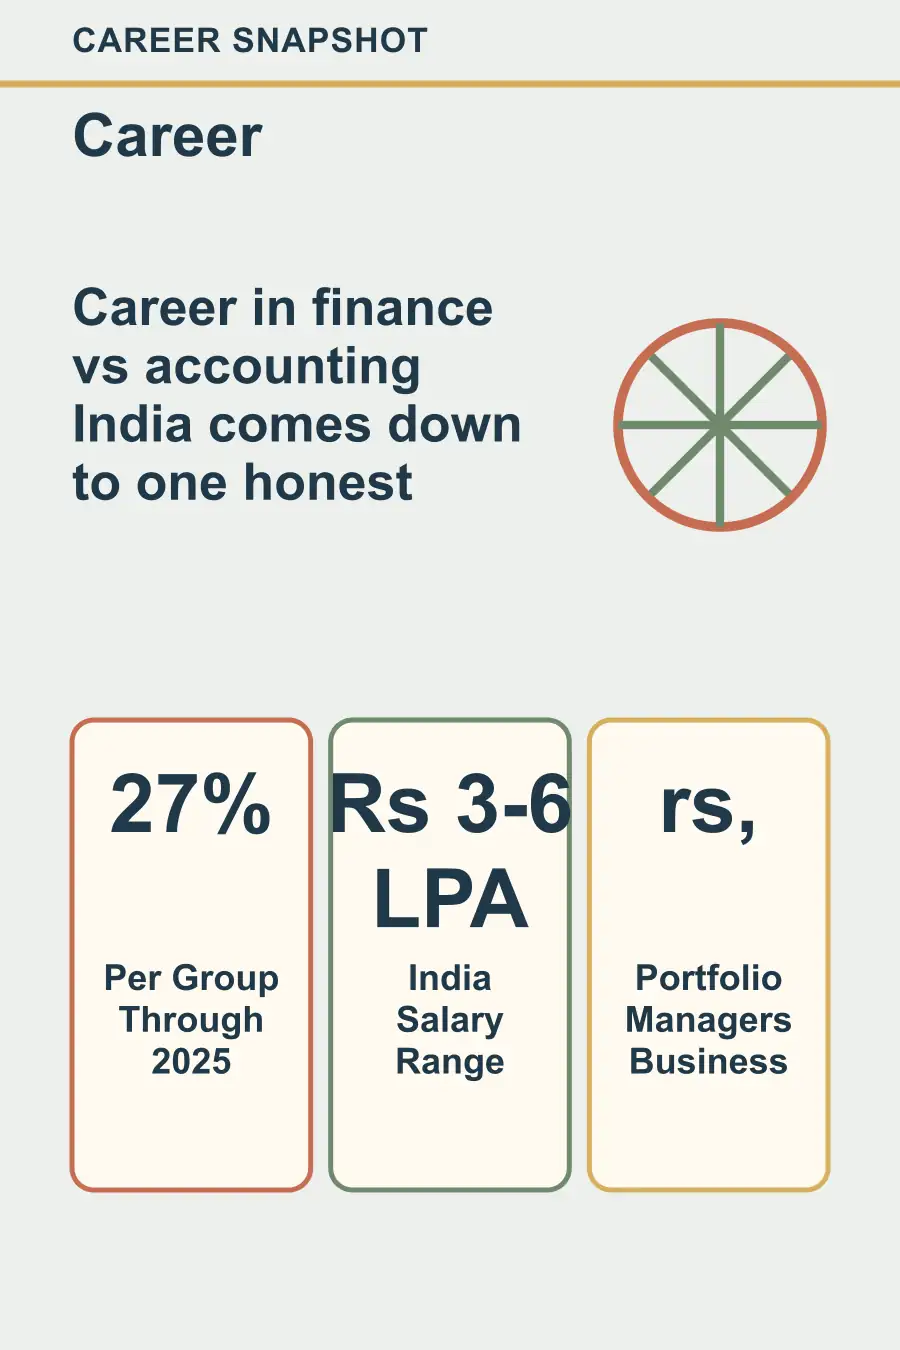 CAREER SNAPSHOT
Career
Career in finance
vs accounting
India comes down
to one honest
27%
Per Group
Through
2025
Rs 3-6
LPA
India
Salary
Range
rs,
Portfolio
Managers
Business